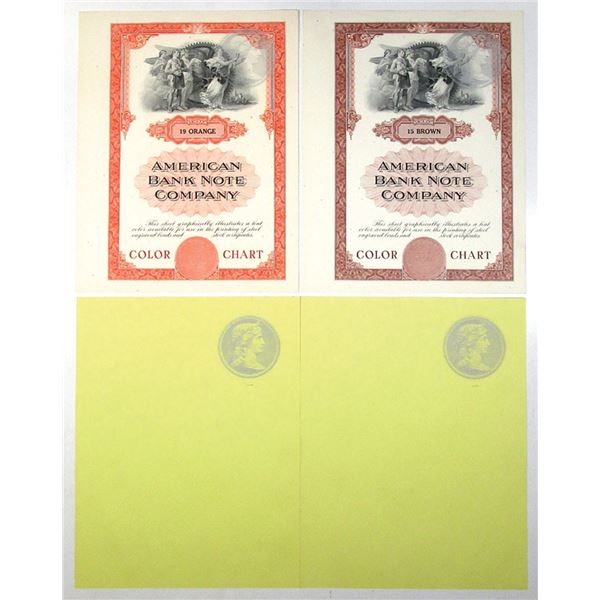 19 ORANGE
AMERICAN
BANK NOTE
COMPANY
This sheet graphically illustrates a tint
color available for use in the printing of steel
engraved bonds and stock certificates.
COLOR CHART
15 BROWN
AMERICAN
BANK NOTE
COMPANY
This sheet graphically illustrates a tint
color available for use in the printing of steel
engraved bonds and stock certificates.
COLOR CHART